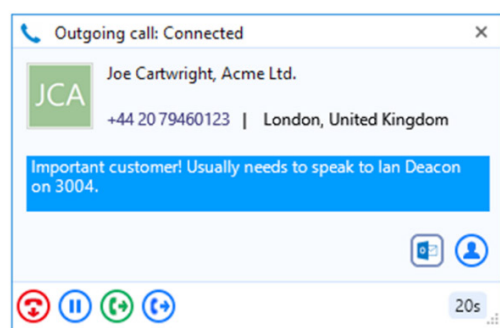 Outgoing call: Connected
JCA
Joe Cartwright, Acme Ltd.
+44 20 79460123 | London, United Kingdom
Important customer! Usually needs to speak to Ian Deacon
on 3004.
20s